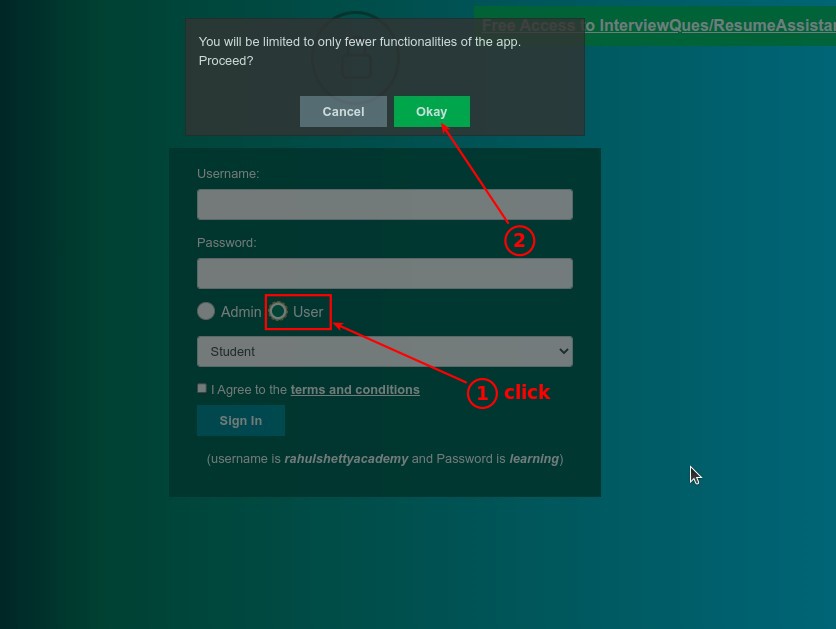 Free Access to InterviewQues/ResumeAssistan
You will be limited to only fewer functionalities of the app.
Proceed?
Cancel
Okay
Username:
2
Password:
Admin
User
Student
1 click
I Agree to the terms and conditions
Sign In
(username is rahulshettyacademy and Password is learning)